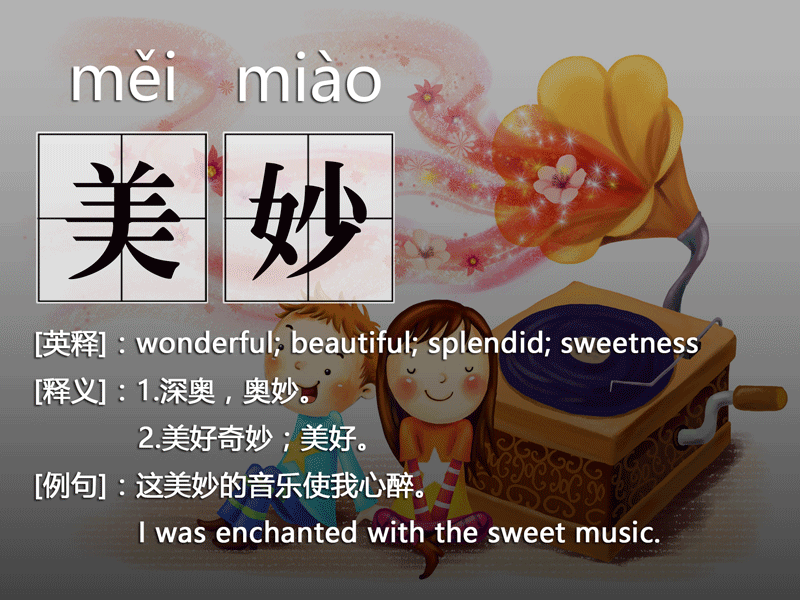 měi miào
美妙
[英释]：wonderful; beautiful; splendid; sweetness
[释义]：1.深奥，奥妙。
2.美好奇妙；美好。
[例句]：这美妙的音乐使我心醉。
I was enchanted with the sweet music.